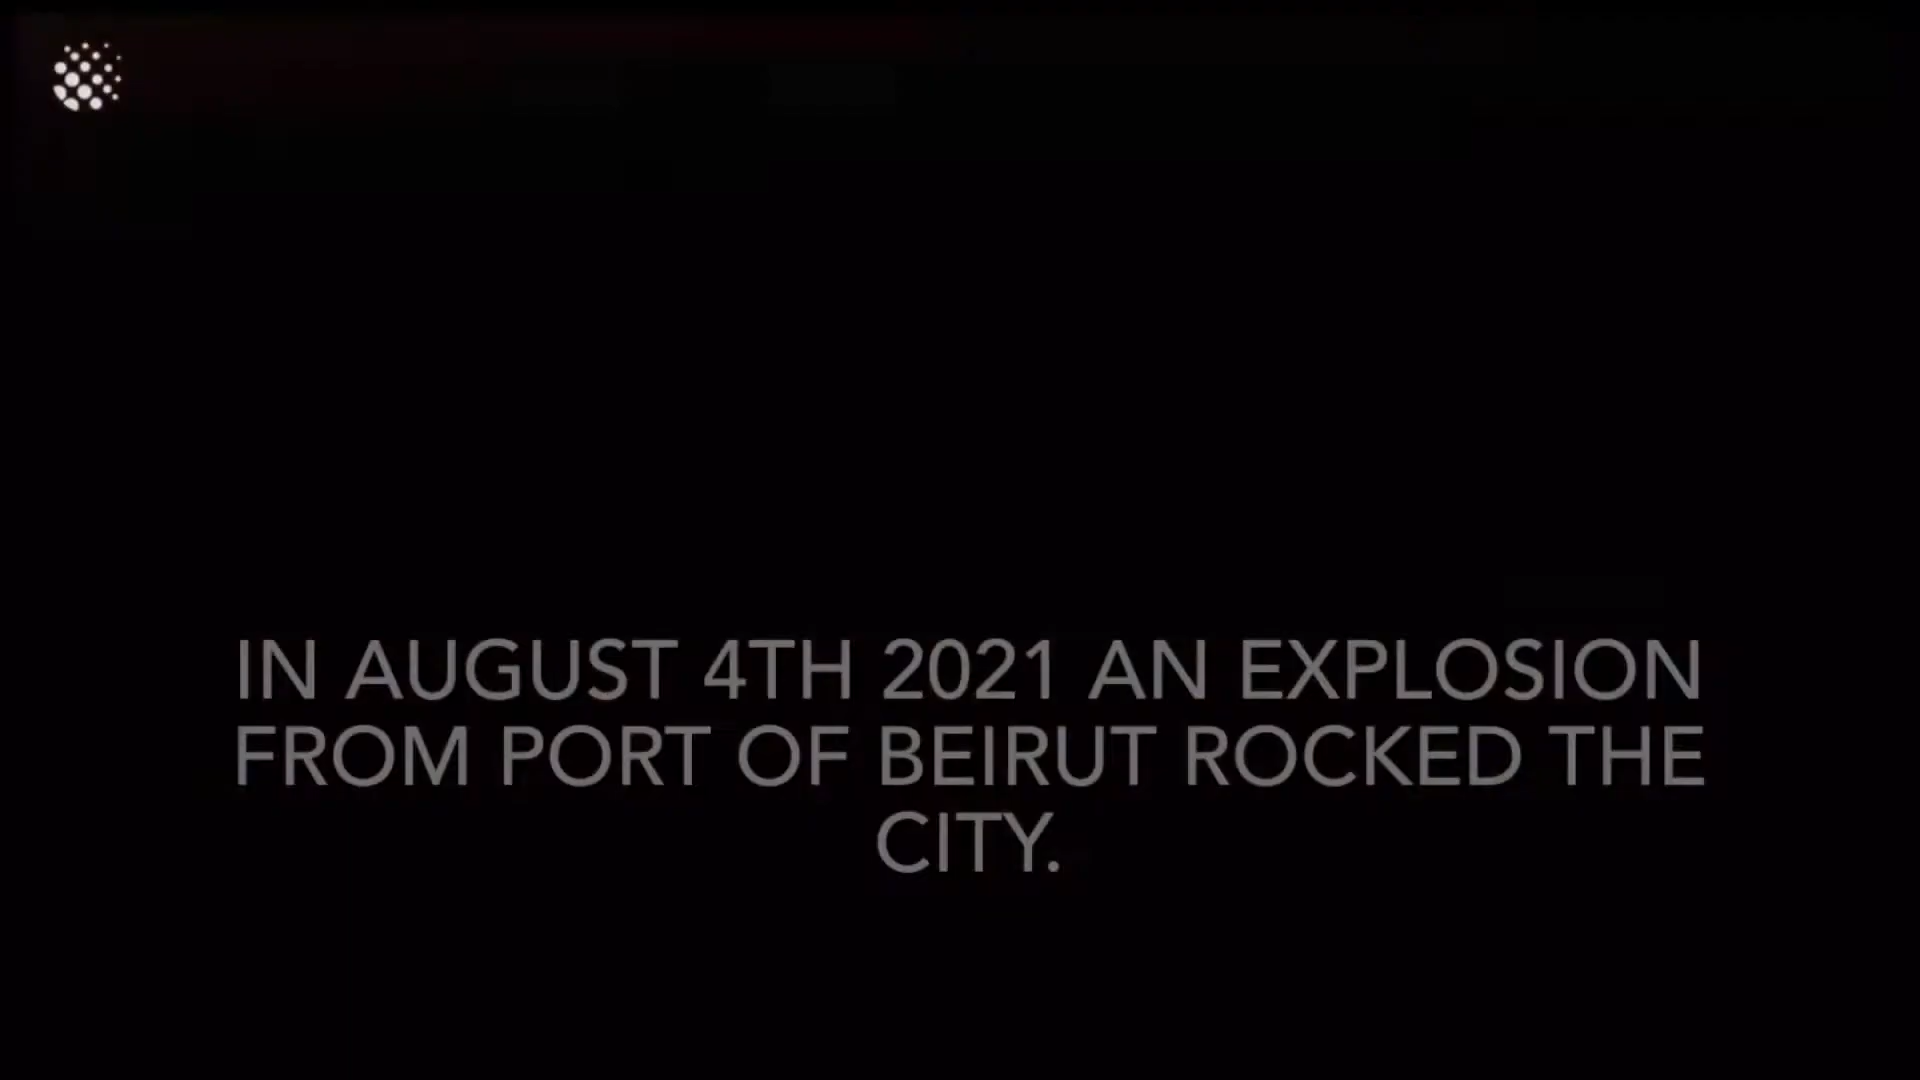 IN AUGUST 4TH 2021 AN EXPLOSION
FROM PORT OF BEIRUT ROCKED THE
CITY.